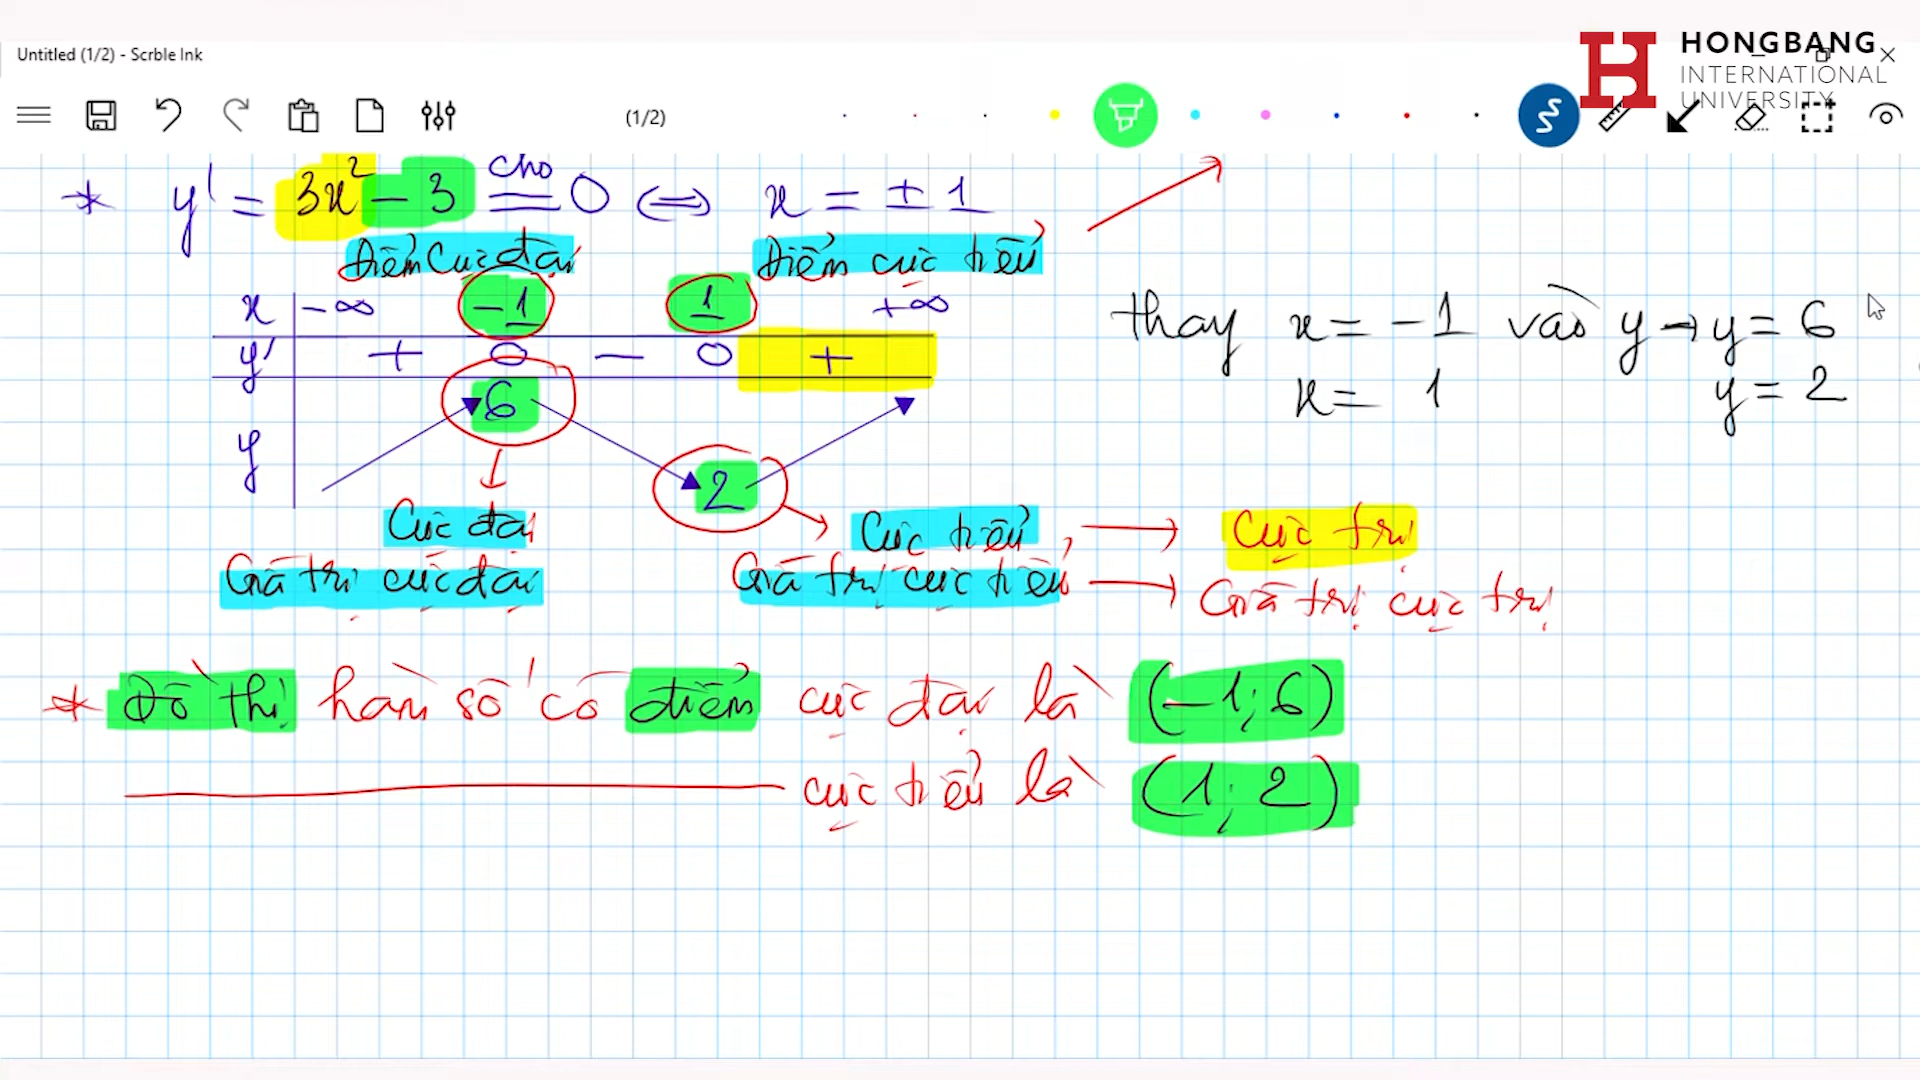 Untitled (1/2) - Scrble Ink
HONGBANG
INTERNATIONAL
UNIVERSITY
(1/2)
* y' = 3x² - 3 cho = 0 ⇔ x = ± 1
Điểm cực đại Điểm cực tiểu
x -∞ -1 1 +∞
y' + 0 - 0 +
y 6 2
thay x = -1 vào y → y = 6
x = 1 y = 2
Cực đại Cực tiểu → Cực trị
Giá trị cực đại Giá trị cực tiểu → Giá trị cực trị
* Đồ thị hàm số có điểm cực đại là (-1; 6)
cực tiểu là (1; 2)